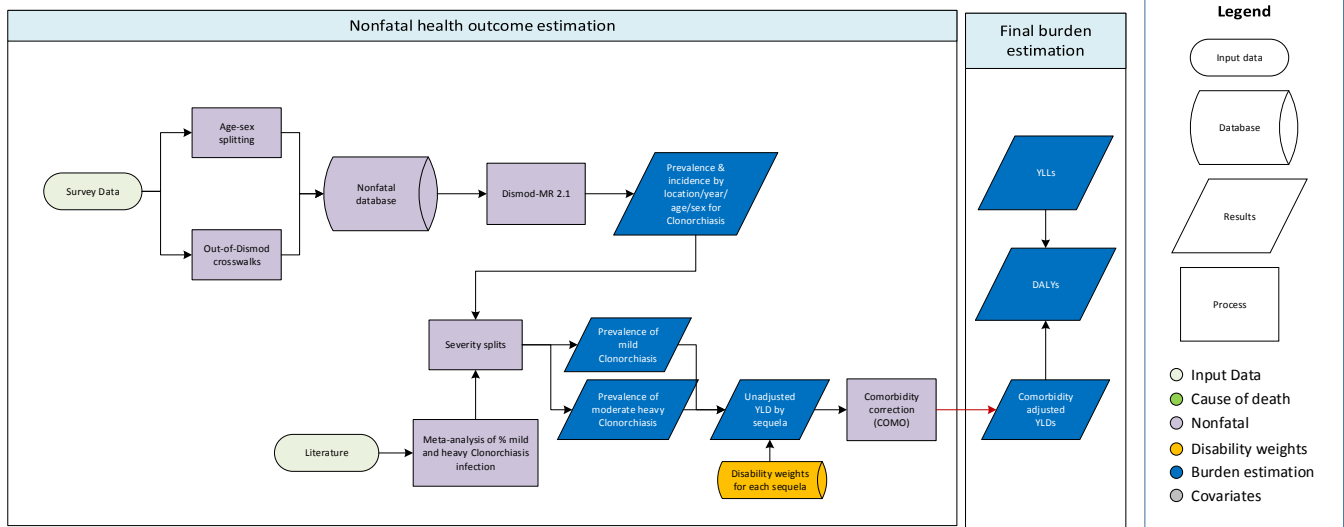 Nonfatal health outcome estimation
Final burden
estimation
Legend
Input data
Database
Results
Process
Input Data
Cause of death
Nonfatal
Disability weights
Burden estimation
Covariates
Survey Data
Age-sex
splitting
Out-of-Dismod
crosswalks
Nonfatal
database
Dismod-MR 2.1
Prevalence &
incidence by
location/year/
age/sex for
Clonorchiasis
Severity splits
Literature
Meta-analysis of % mild
and heavy Clonorchiasis
infection
Prevalence of
mild
Clonorchiasis
Prevalence of
moderate heavy
Clonorchiasis
Unadjusted
YLD by
sequela
Disability weights
for each sequela
Comorbidity
correction
(COMO)
YLLs
DALYs
Comorbidity
adjusted
YLDs